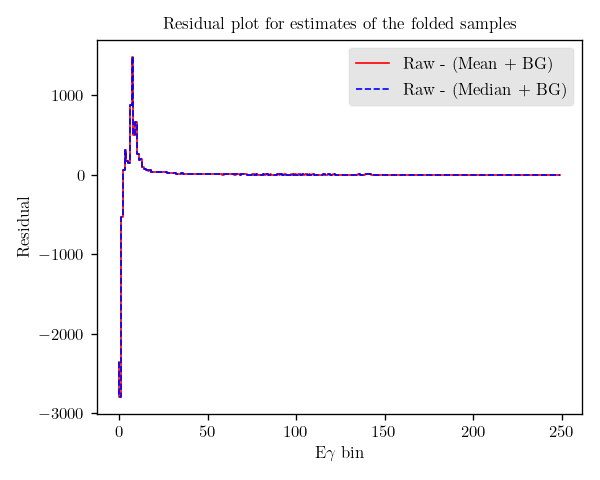 Residual plot for estimates of the folded samples
Raw - (Mean + BG)
Raw - (Median + BG)
Residual
1000
0
−1000
−2000
−3000
0 50 100 150 200 250
Eγ bin